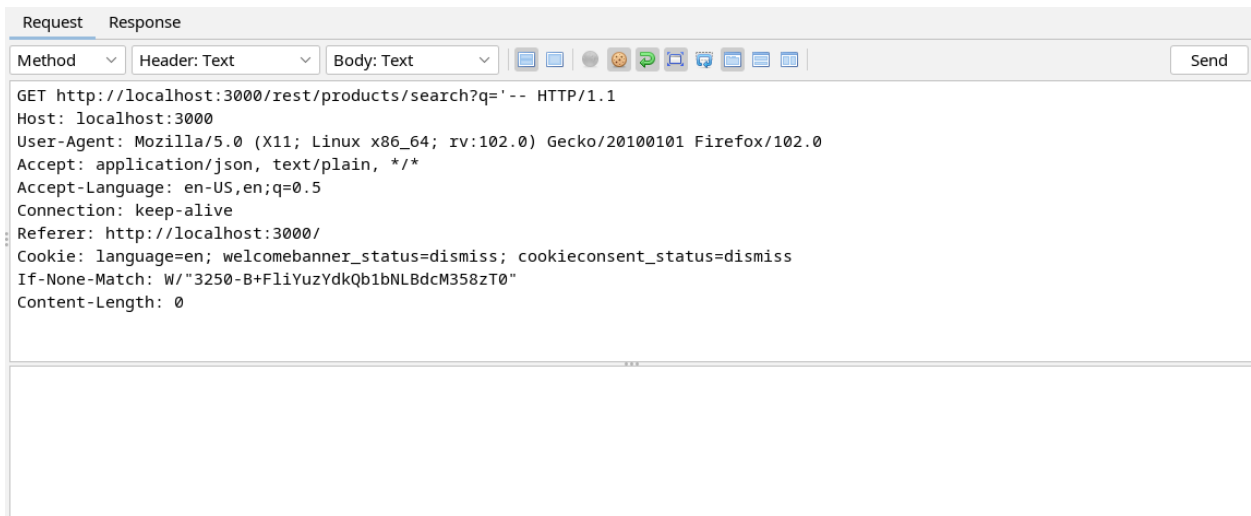 Request Response
Method Header: Text Body: Text Send
GET http://localhost:3000/rest/products/search?q='-- HTTP/1.1
Host: localhost:3000
User-Agent: Mozilla/5.0 (X11; Linux x86_64; rv:102.0) Gecko/20100101 Firefox/102.0
Accept: application/json, text/plain, */*
Accept-Language: en-US,en;q=0.5
Connection: keep-alive
Referer: http://localhost:3000/
Cookie: language=en; welcomebanner_status=dismiss; cookieconsent_status=dismiss
If-None-Match: W/"3250-B+FliYuzYdkQb1bNLBdcM358zT0"
Content-Length: 0